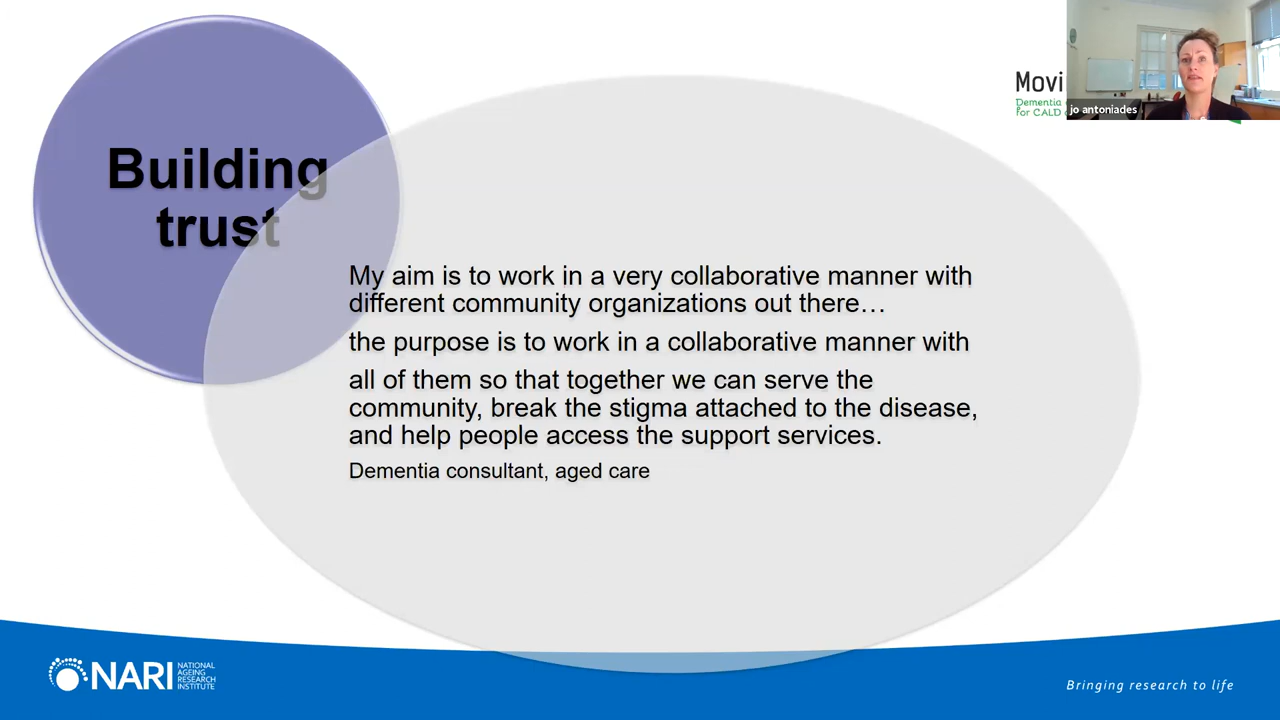 Building
trust
Movi
Dementia
for CALD
jo antoniades
My aim is to work in a very collaborative manner with
different community organizations out there…
the purpose is to work in a collaborative manner with
all of them so that together we can serve the
community, break the stigma attached to the disease,
and help people access the support services.
Dementia consultant, aged care
NARI
NATIONAL
AGEING
RESEARCH
INSTITUTE
Bringing research to life